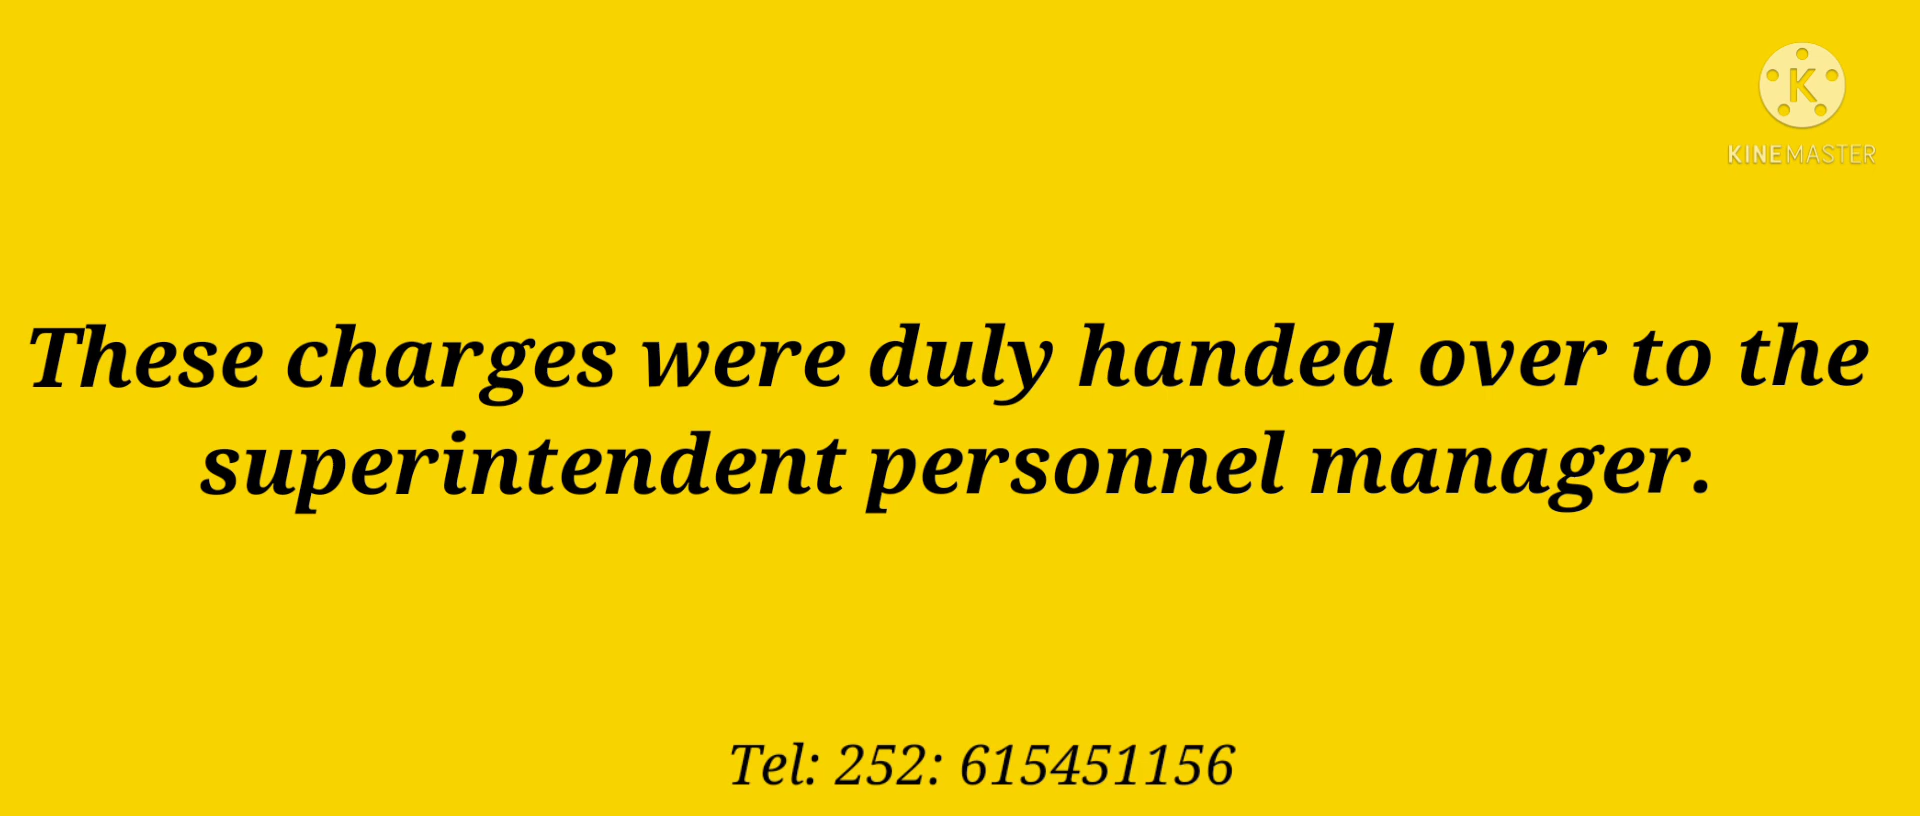 KINEMASTER
These charges were duly handed over to the
superintendent personnel manager.
Tel: 252: 615451156